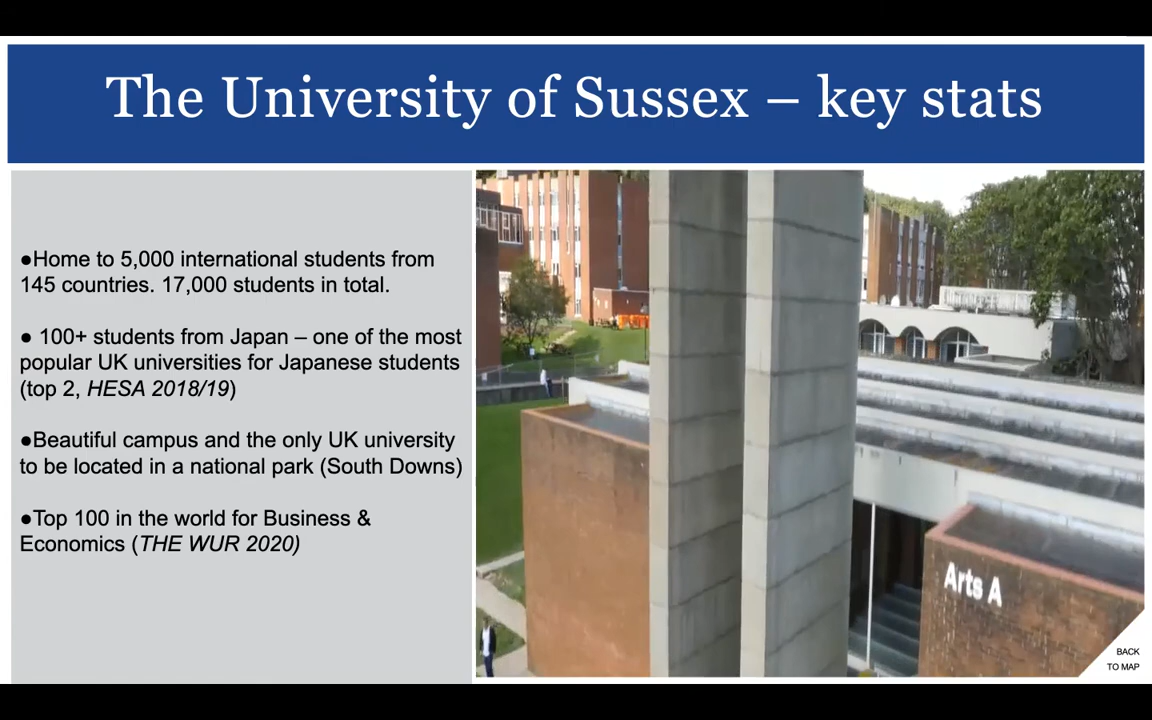 The University of Sussex – key stats
●Home to 5,000 international students from
145 countries. 17,000 students in total.
● 100+ students from Japan – one of the most
popular UK universities for Japanese students
(top 2, HESA 2018/19)
●Beautiful campus and the only UK university
to be located in a national park (South Downs)
●Top 100 in the world for Business &
Economics (THE WUR 2020)
Arts A
BACK
TO MAP